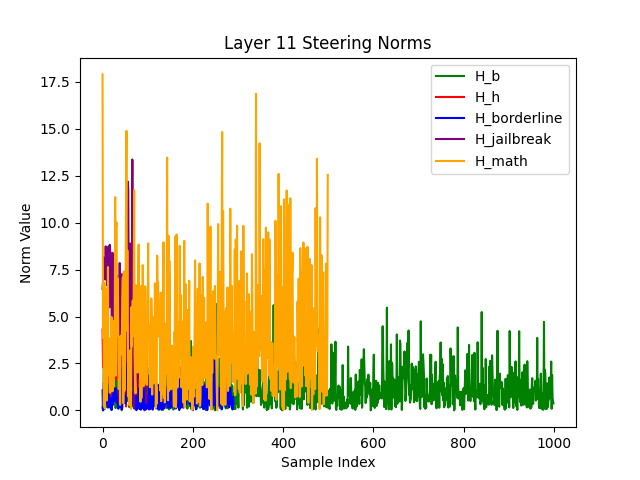 Layer 11 Steering Norms
H_b
H_h
H_borderline
H_jailbreak
H_math
Norm Value
17.5
15.0
12.5
10.0
7.5
5.0
2.5
0.0
0
200
400
600
800
1000
Sample Index